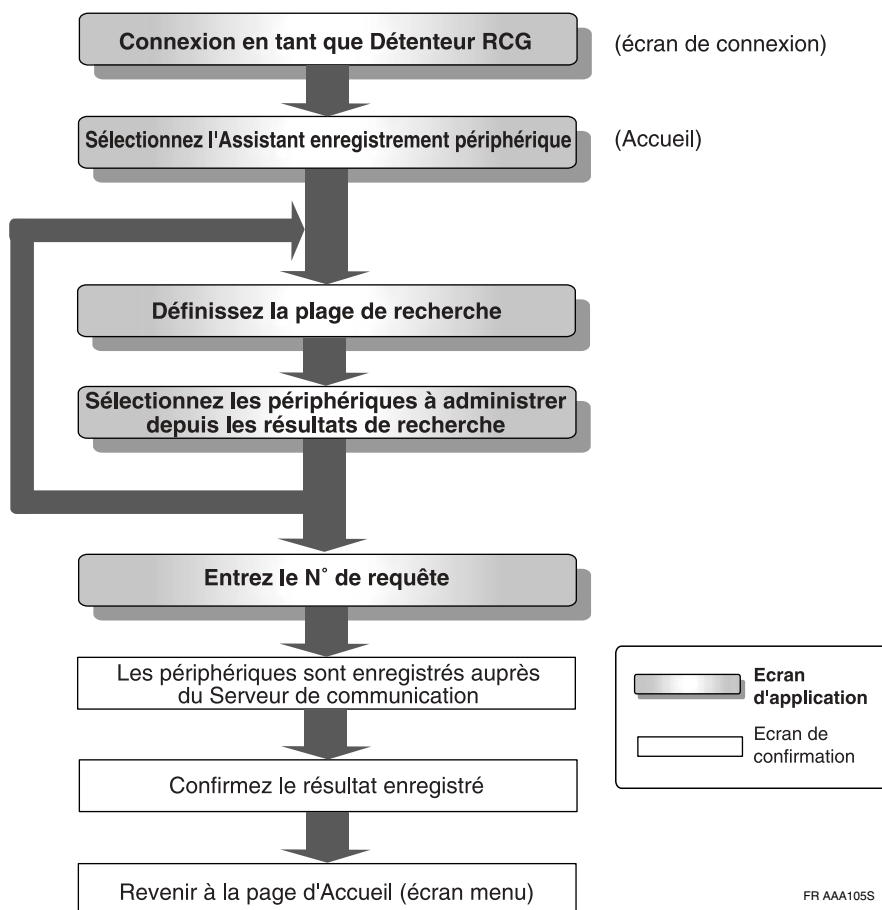 Connexion en tant que Détenteur RCG
(écran de connexion)
Sélectionnez l'Assistant enregistrement périphérique
(Accueil)
Définissez la plage de recherche
Sélectionnez les périphériques à administrer
depuis les résultats de recherche
Entrez le N° de requête
Les périphériques sont enregistrés auprès
du Serveur de communication
Confirmez le résultat enregistré
Revenir à la page d'Accueil (écran menu)
Ecran
d'application
Ecran de
confirmation
FR AAA105S